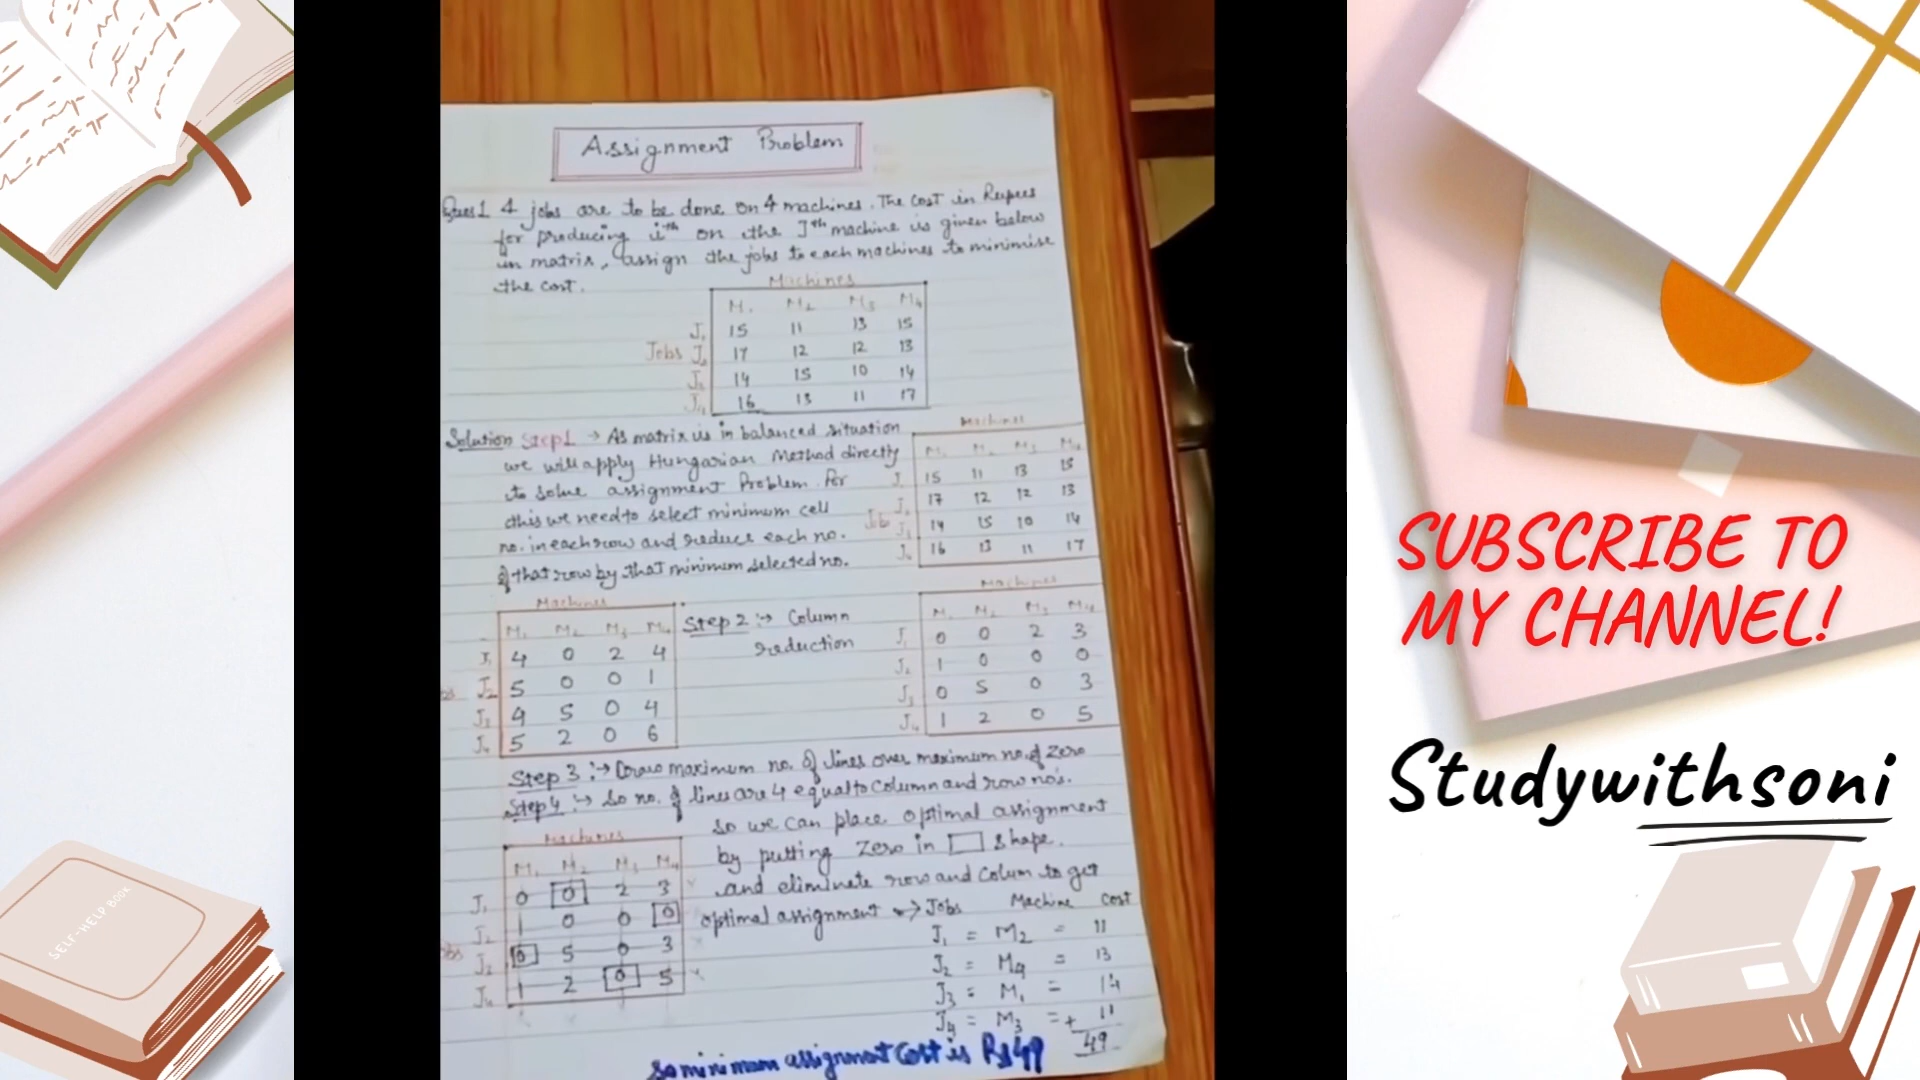 Assignment Problem
Ques1 4 jobs are to be done on 4 machines. The cost in Rupees
for producing ith on the Jth machine is given below
in matrix, assign the jobs to each machines to minimise
the cost.
Machines
M1 M2 M3 M4
J1 15 11 13 15
Jobs J2 17 12 12 13
J3 14 15 10 14
J4 16 13 11 17
Solution Step1 → As matrix is in balanced situation
we will apply Hungarian Method directly
to solve assignment Problem. For
this we need to select minimum cell
no. in each row and reduce each no.
of that row by that minimum selected no.
Machines
M1 M2 M3 M4
J1 15 11 13 15
J2 17 12 12 13
Jobs J3 14 15 10 14
J4 16 13 11 17
Machines
M1 M2 M3 M4
J1 4 0 2 4
J2 5 0 0 1
J3 4 5 0 4
J4 5 2 0 6
Step 2 :→ Column
reduction
Machines
M1 M2 M3 M4
J1 0 0 2 3
J2 1 0 0 0
J3 0 5 0 3
J4 1 2 0 5
Step 3 :→ Draw maximum no. of lines over maximum no. of zero
Step 4 :→ So no. of lines are 4 equal to column and row no's.
so we can place optimal assignment
by putting zero in shape.
and eliminate row and colum to get
optimal assignment → Jobs Machine Cost
J1 = M2 = 11
J2 = M4 = 13
J3 = M1 = 14
J4 = M3 = + 11
49
Machines
M1 M2 M3 M4
J1 0 0 2 3
J2 1 0 0 0
J3 0 5 0 3
J4 1 2 0 5
So minimum assignment Cost is Rs 49
SELF-HELP BOOK
SUBSCRIBE TO
MY CHANNEL!
Studywithsoni